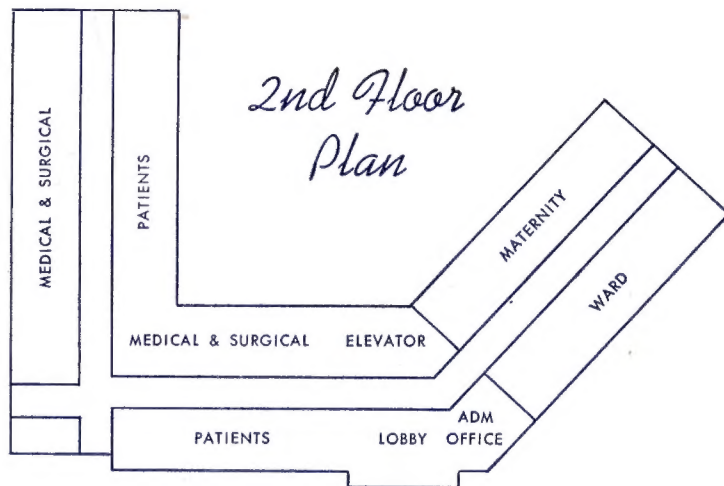 2nd Floor
Plan
MEDICAL & SURGICAL
PATIENTS
MATERNITY
WARD
MEDICAL & SURGICAL
ELEVATOR
PATIENTS
LOBBY
ADM
OFFICE